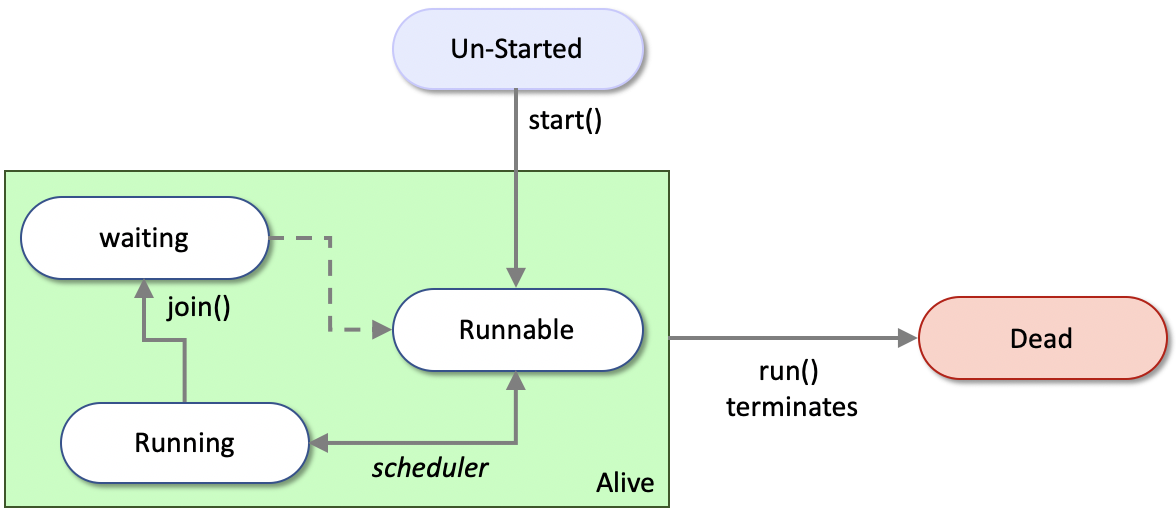 Un-Started
start()
waiting
join()
Runnable
Running
scheduler
Alive
run()
terminates
Dead